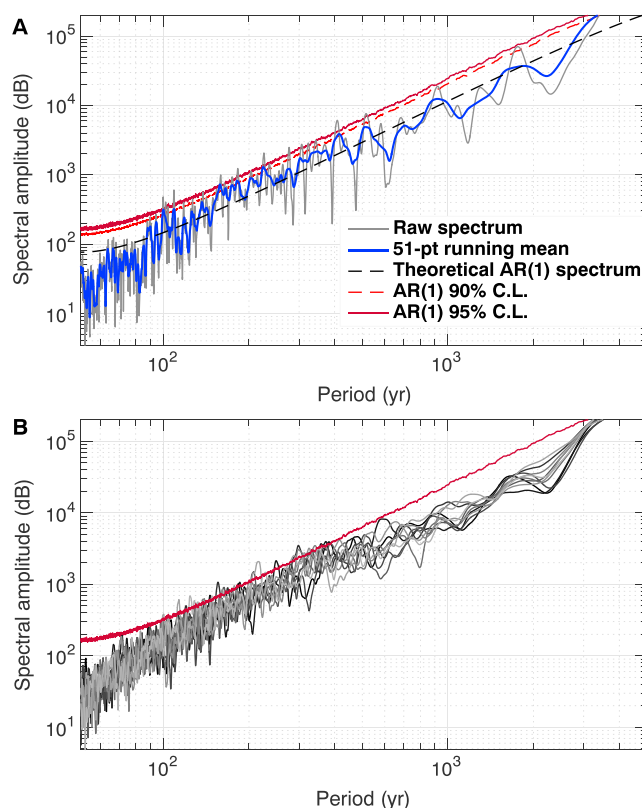 A
10^5
10^4
10^3
10^2
10^1
Spectral amplitude (dB)
Raw spectrum
51-pt running mean
Theoretical AR(1) spectrum
AR(1) 90% C.L.
AR(1) 95% C.L.
10^2
10^3
Period (yr)
B
10^5
10^4
10^3
10^2
10^1
Spectral amplitude (dB)
10^2
10^3
Period (yr)